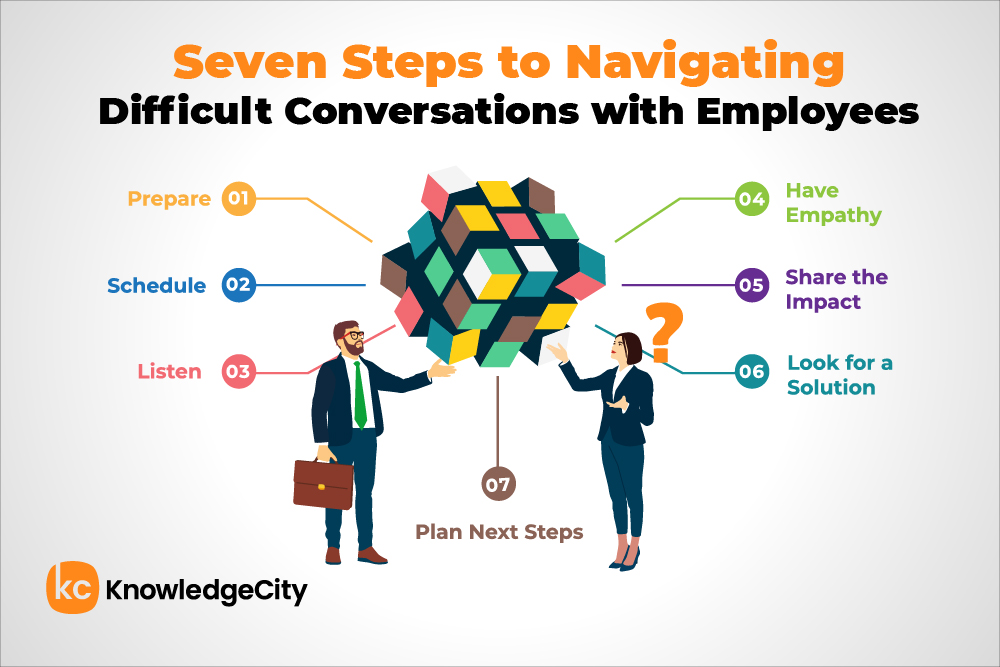 Seven Steps to Navigating
Difficult Conversations with Employees
Prepare 01
Schedule 02
Listen 03
04 Have
Empathy
05 Share the
Impact
?
06 Look for a
Solution
07
Plan Next Steps
kc KnowledgeCity